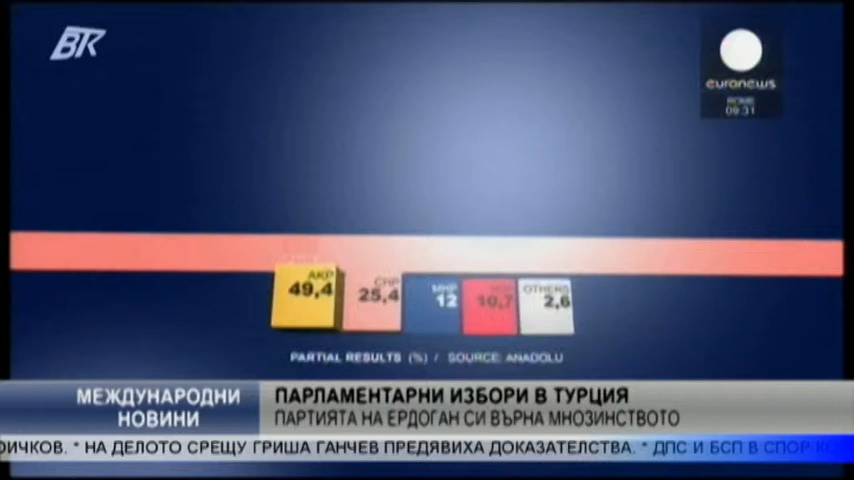 BTK
euronews
ROME
09:31
AKP
49,4
CHP
25,4
MHP
12
HDP
10,7
OTHERS
2,6
PARTIAL RESULTS (%) / SOURCE: ANADOLU
МЕЖДУНАРОДНИ
НОВИНИ
ПАРЛАМЕНТАРНИ ИЗБОРИ В ТУРЦИЯ
ПАРТИЯТА НА ЕРДОГАН СИ ВЪРНА МНОЗИНСТВОТО
ФИЧКОВ. * НА ДЕЛОТО СРЕЩУ ГРИША ГАНЧЕВ ПРЕДЯВИХА ДОКАЗАТЕЛСТВА. * ДПС И БСП В СПОР